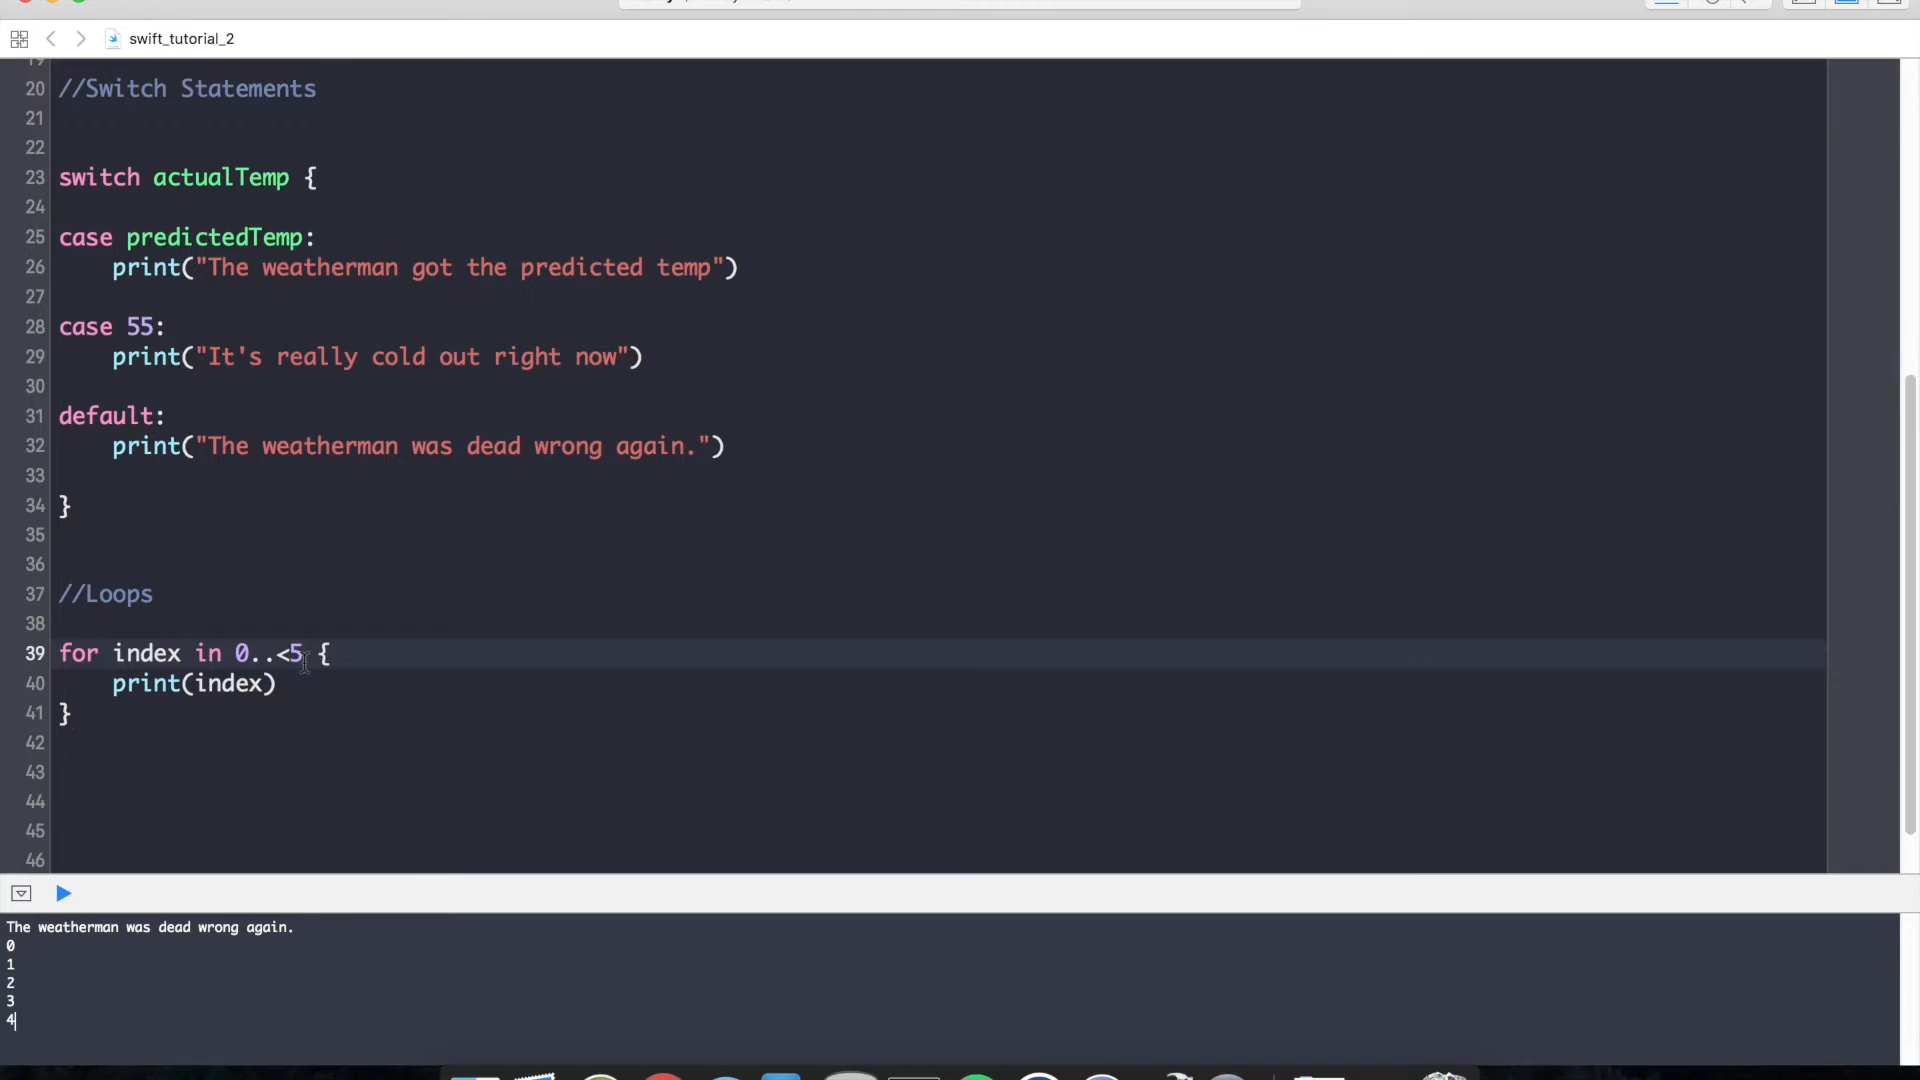 swift_tutorial_2
19
20 //Switch Statements
21
22
23 switch actualTemp {
24
25 case predictedTemp:
26 print("The weatherman got the predicted temp")
27
28 case 55:
29 print("It's really cold out right now")
30
31 default:
32 print("The weatherman was dead wrong again.")
33
34 }
35
36
37 //Loops
38
39 for index in 0..<5 {
40 print(index)
41 }
42
43
44
45
46
The weatherman was dead wrong again.
0
1
2
3
4